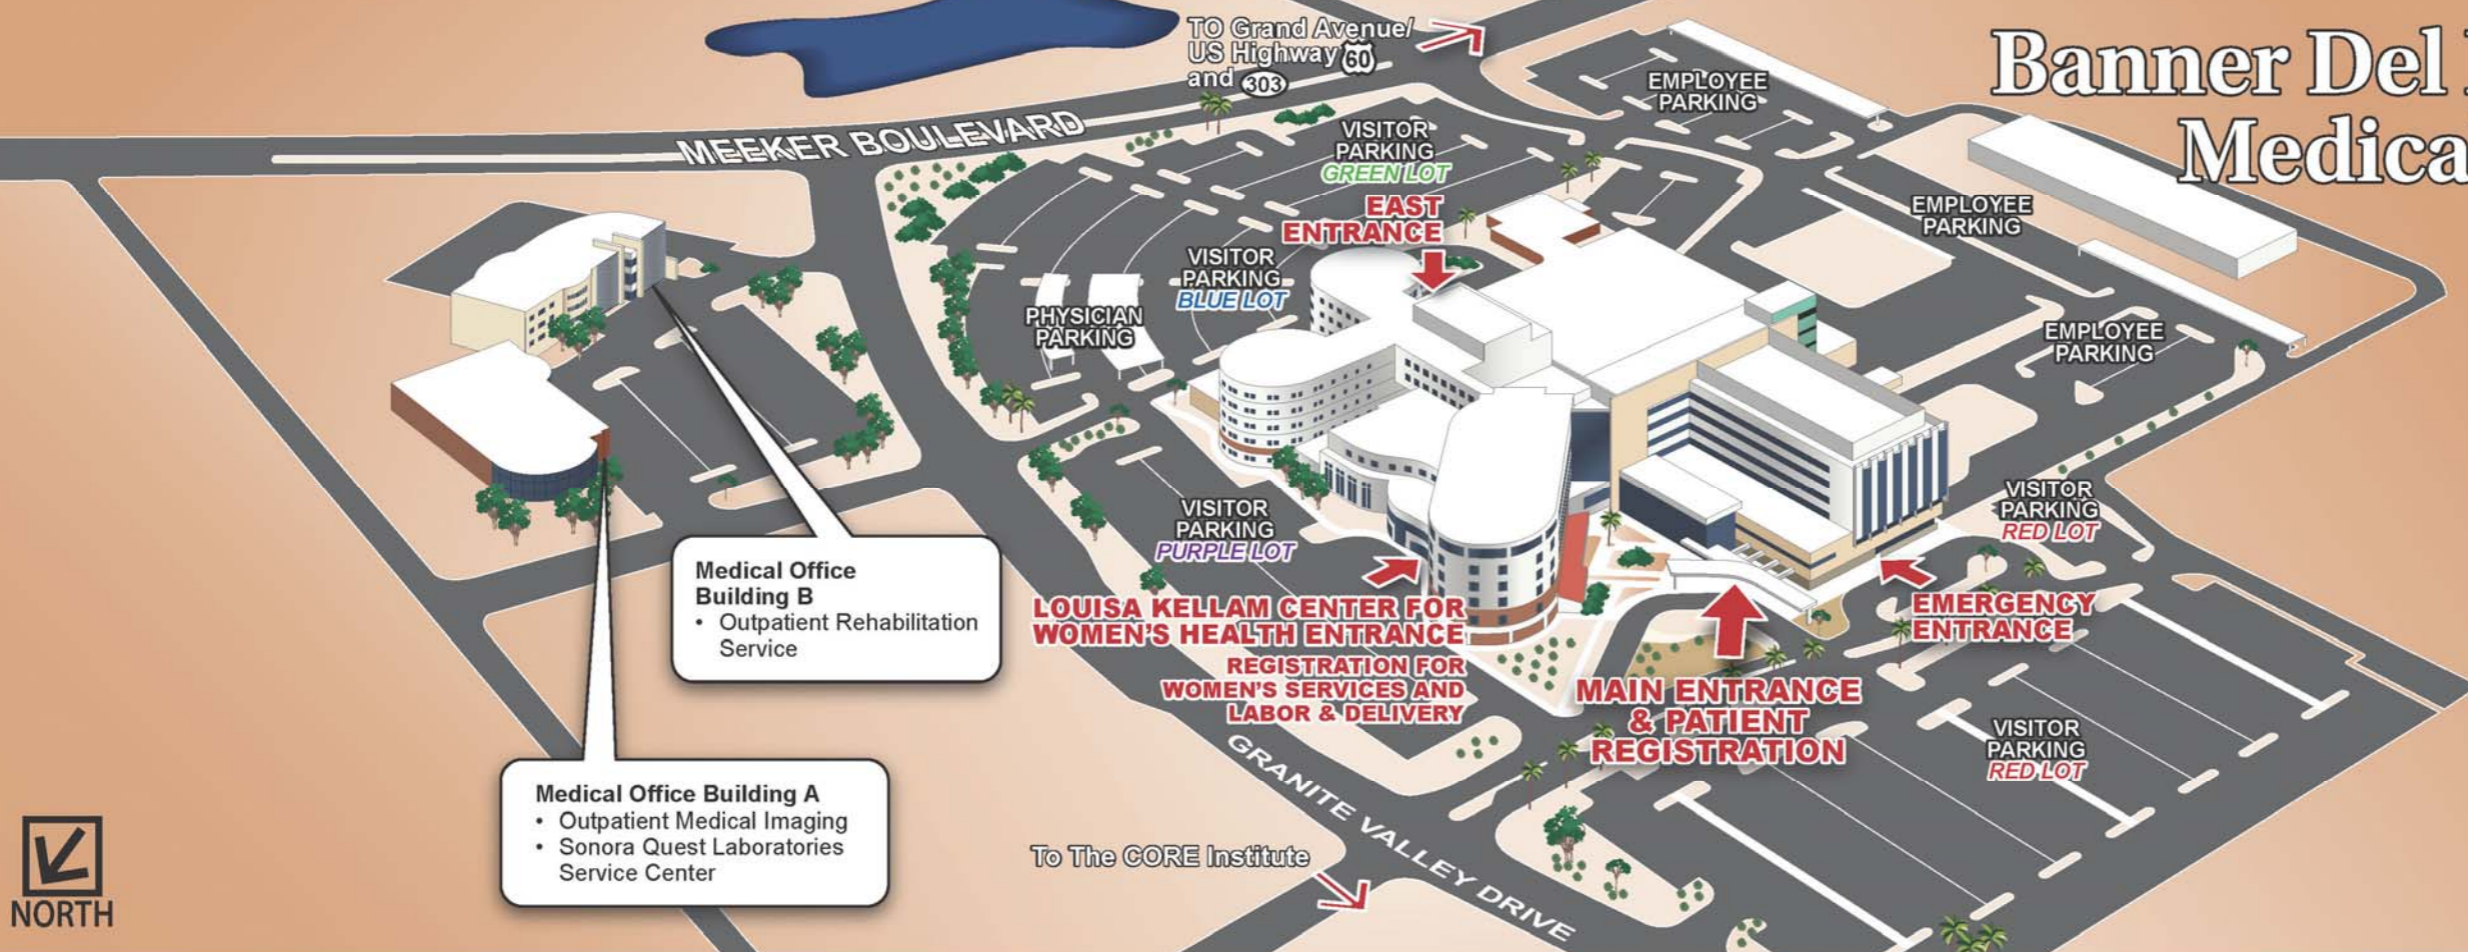 TO Grand Avenue/
US Highway 60
and 303
Banner Del
Medica
EMPLOYEE
PARKING
MEEKER BOULEVARD
VISITOR
PARKING
GREEN LOT
EAST
ENTRANCE
EMPLOYEE
PARKING
VISITOR
PARKING
BLUE LOT
PHYSICIAN
PARKING
EMPLOYEE
PARKING
VISITOR
PARKING
RED LOT
VISITOR
PARKING
PURPLE LOT
Medical Office
Building B
• Outpatient Rehabilitation
Service
LOUISA KELLAM CENTER FOR
WOMEN'S HEALTH ENTRANCE
REGISTRATION FOR
WOMEN'S SERVICES AND
LABOR & DELIVERY
EMERGENCY
ENTRANCE
MAIN ENTRANCE
& PATIENT
REGISTRATION
VISITOR
PARKING
RED LOT
GRANITE VALLEY DRIVE
Medical Office Building A
• Outpatient Medical Imaging
• Sonora Quest Laboratories
Service Center
To The CORE Institute
NORTH